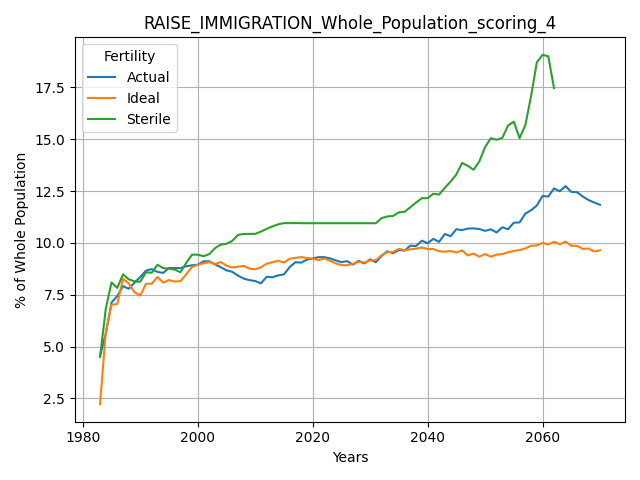 RAISE_IMMIGRATION_Whole_Population_scoring_4
Fertility
Actual
Ideal
Sterile
% of Whole Population
17.5
15.0
12.5
10.0
7.5
5.0
2.5
1980 2000 2020 2040 2060
Years